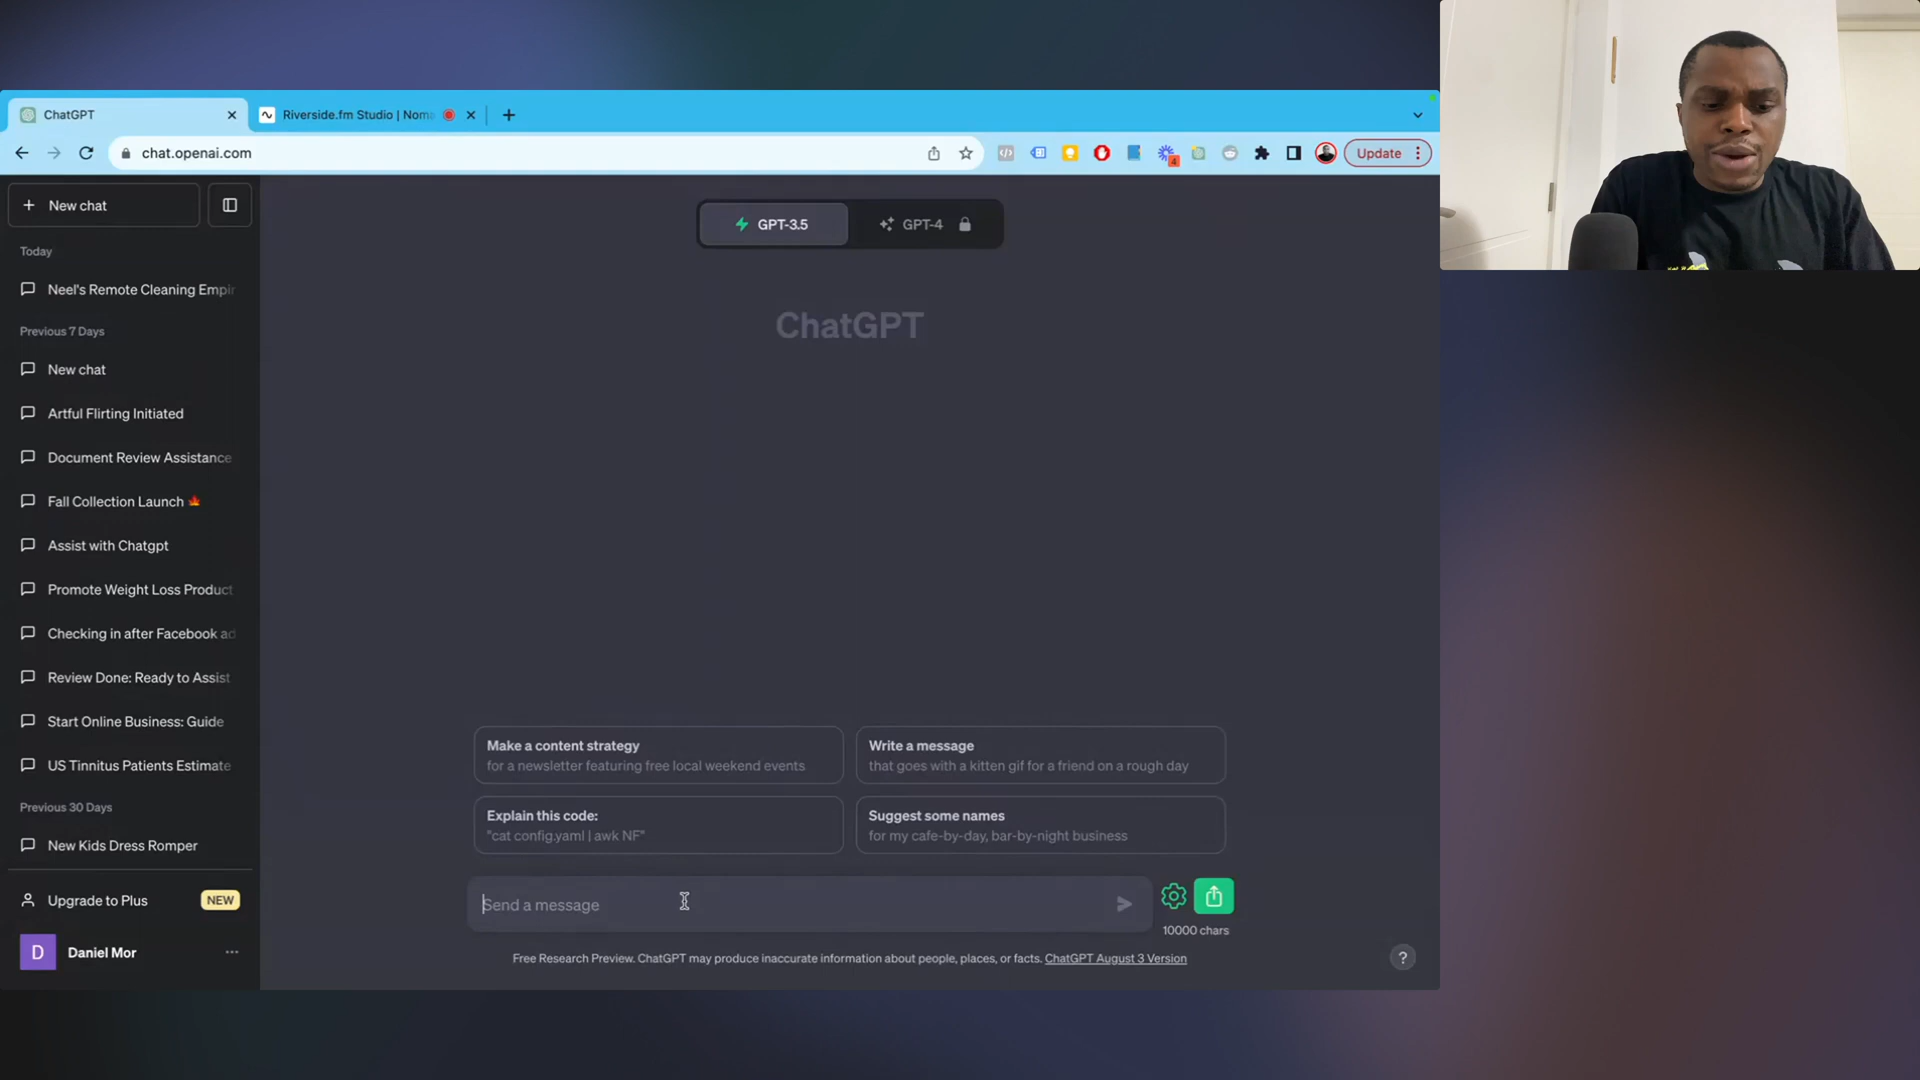 ChatGPT
Riverside.fm Studio | Noma
chat.openai.com
4
Update
New chat
GPT-3.5
GPT-4
Today
Neel's Remote Cleaning Empir
Previous 7 Days
New chat
Artful Flirting Initiated
Document Review Assistance
Fall Collection Launch
Assist with Chatgpt
Promote Weight Loss Product
Checking in after Facebook ad
Review Done: Ready to Assist
Start Online Business: Guide
US Tinnitus Patients Estimate
Previous 30 Days
New Kids Dress Romper
Upgrade to Plus
NEW
D
Daniel Mor
ChatGPT
Make a content strategy
for a newsletter featuring free local weekend events
Write a message
that goes with a kitten gif for a friend on a rough day
Explain this code:
"cat config.yaml | awk NF"
Suggest some names
for my cafe-by-day, bar-by-night business
Send a message
10000 chars
Free Research Preview. ChatGPT may produce inaccurate information about people, places, or facts. ChatGPT August 3 Version
?